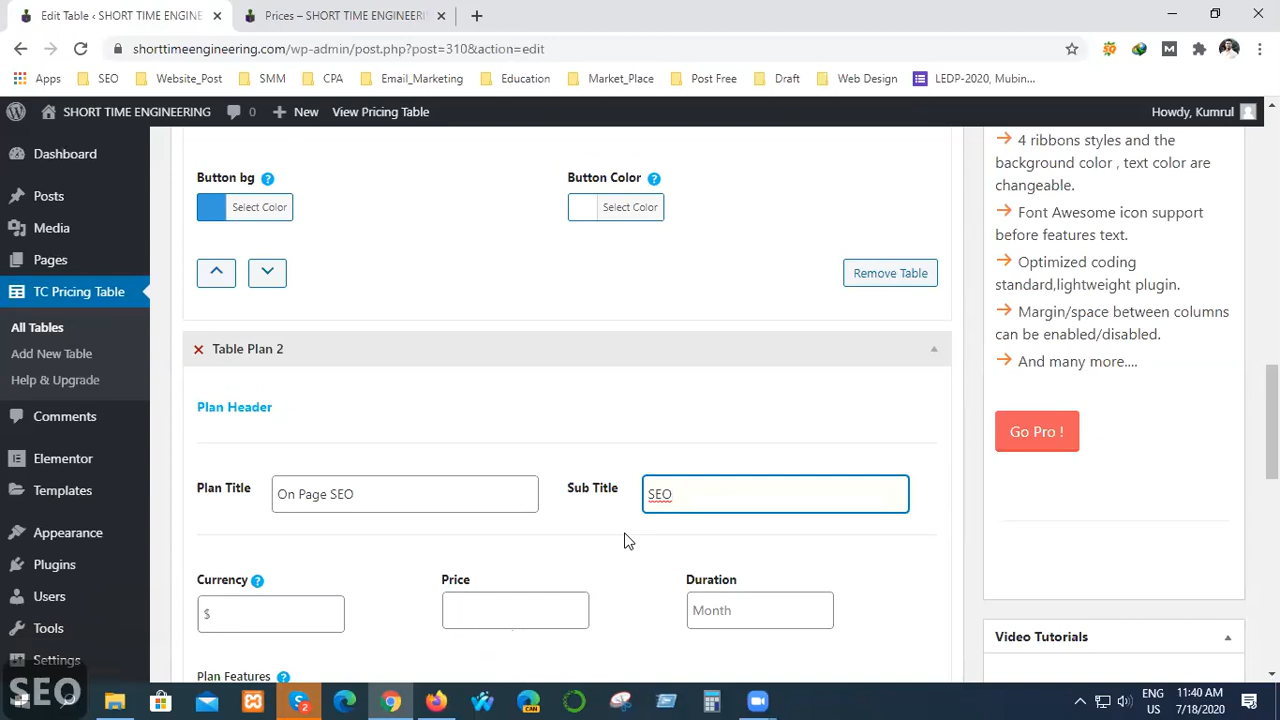 Edit Table ‹ SHORT TIME ENGINE
Prices – SHORT TIME ENGINEERI
shorttimeengineering.com/wp-admin/post.php?post=310&action=edit
Apps SEO Website_Post SMM CPA Email_Marketing Education Market_Place Post Free Draft Web Design LEDP-2020, Mubin...
SHORT TIME ENGINEERING 0 New View Pricing Table Howdy, Kumrul
Dashboard
Posts
Media
Pages
TC Pricing Table
All Tables
Add New Table
Help & Upgrade
Comments
Elementor
Templates
Appearance
Plugins
Users
Tools
Settings
SEO
Button bg ?
Select Color
Button Color ?
Select Color
Remove Table
Table Plan 2
Plan Header
Plan Title On Page SEO
Sub Title SEO
Currency ? Price Duration
$ Month
Plan Features ?
4 ribbons styles and the
background color , text color are
changeable.
Font Awesome icon support
before features text.
Optimized coding
standard,lightweight plugin.
Margin/space between columns
can be enabled/disabled.
And many more....
Go Pro !
Video Tutorials
ENG
US
11:40 AM
7/18/2020